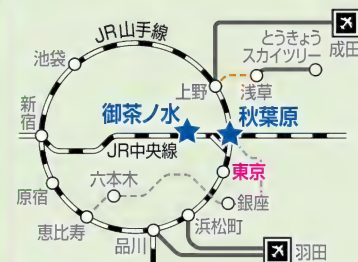 JR山手線
とうきょう
スカイツリー
成田
池袋
上野
浅草
新宿
御茶ノ水
秋葉原
JR中央線
六本木
東京
原宿
銀座
恵比寿
浜松町
品川
羽田